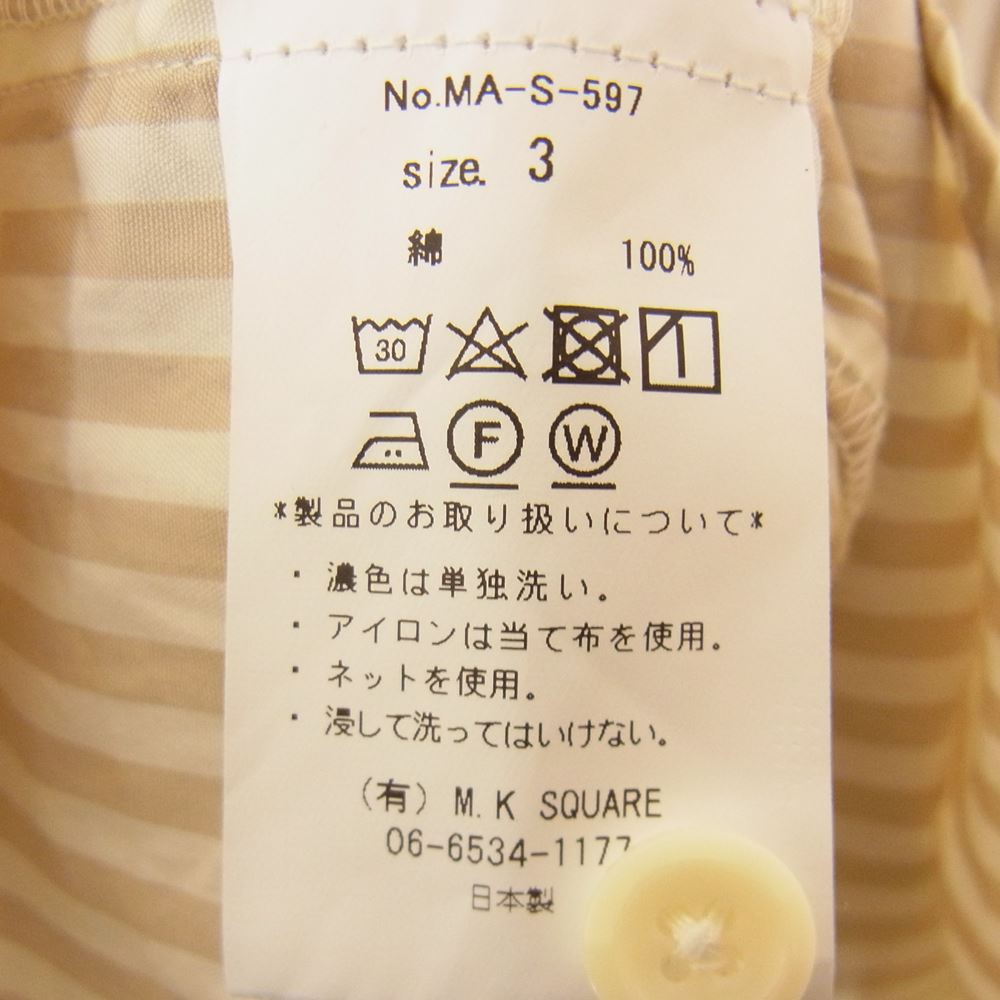 No.MA-S-597
size. 3
綿 100%
30
F W
*製品のお取り扱いについて*
・ 濃色は単独洗い。
・ アイロンは当て布を使用。
・ ネットを使用。
・ 浸して洗ってはいけない。
（有） M.K SQUARE
06-6534-1177
日本製